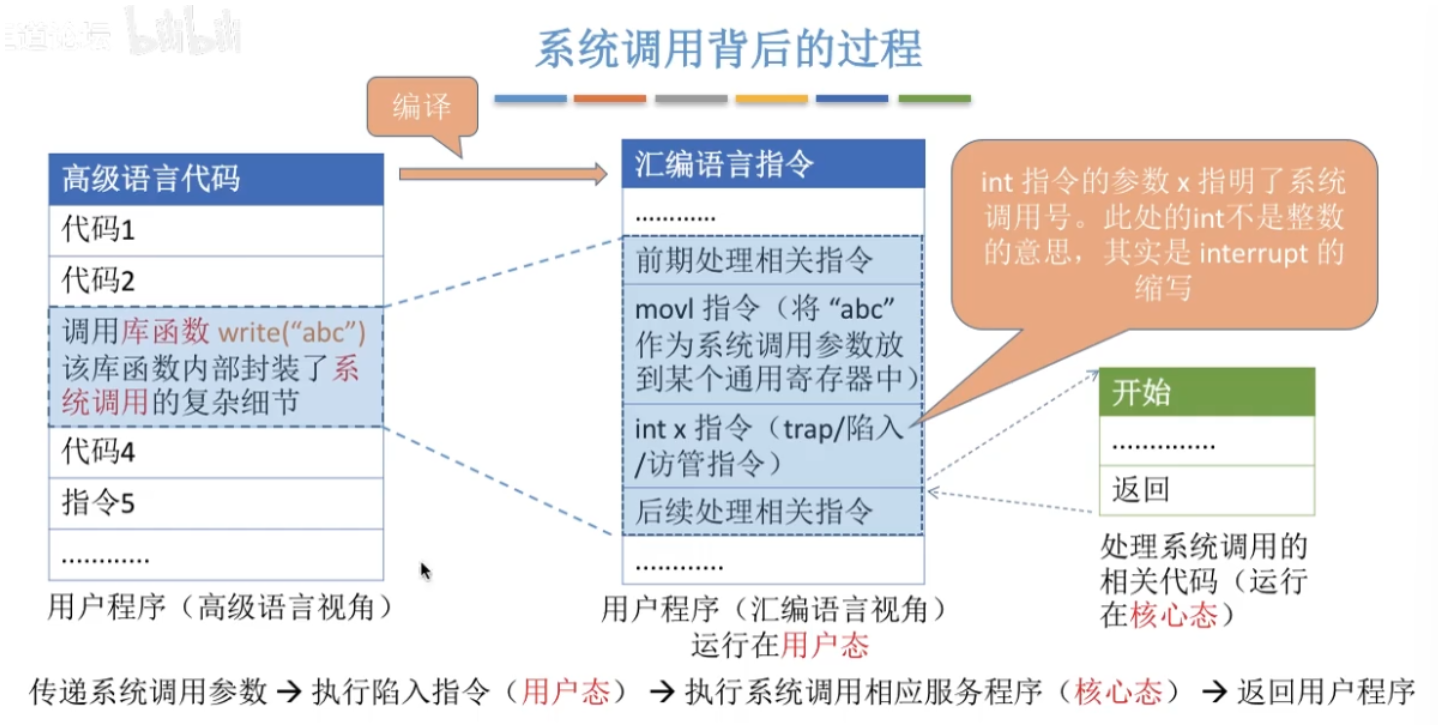 bilibili
系统调用背后的过程
编译
高级语言代码
代码1
代码2
调用库函数 write(“abc”)
该库函数内部封装了系
统调用的复杂细节
代码4
指令5
…………
用户程序（高级语言视角）
汇编语言指令
…………
前期处理相关指令
movl 指令（将 “abc”
作为系统调用参数放
到某个通用寄存器中）
int x 指令（trap/陷入
/访管指令）
后续处理相关指令
…………
用户程序（汇编语言视角）
运行在用户态
int 指令的参数 x 指明了系统
调用号。此处的int不是整数
的意思，其实是 interrupt 的
缩写
开始
…………..
返回
处理系统调用的
相关代码（运行
在核心态）
传递系统调用参数 → 执行陷入指令（用户态） → 执行系统调用相应服务程序（核心态） → 返回用户程序